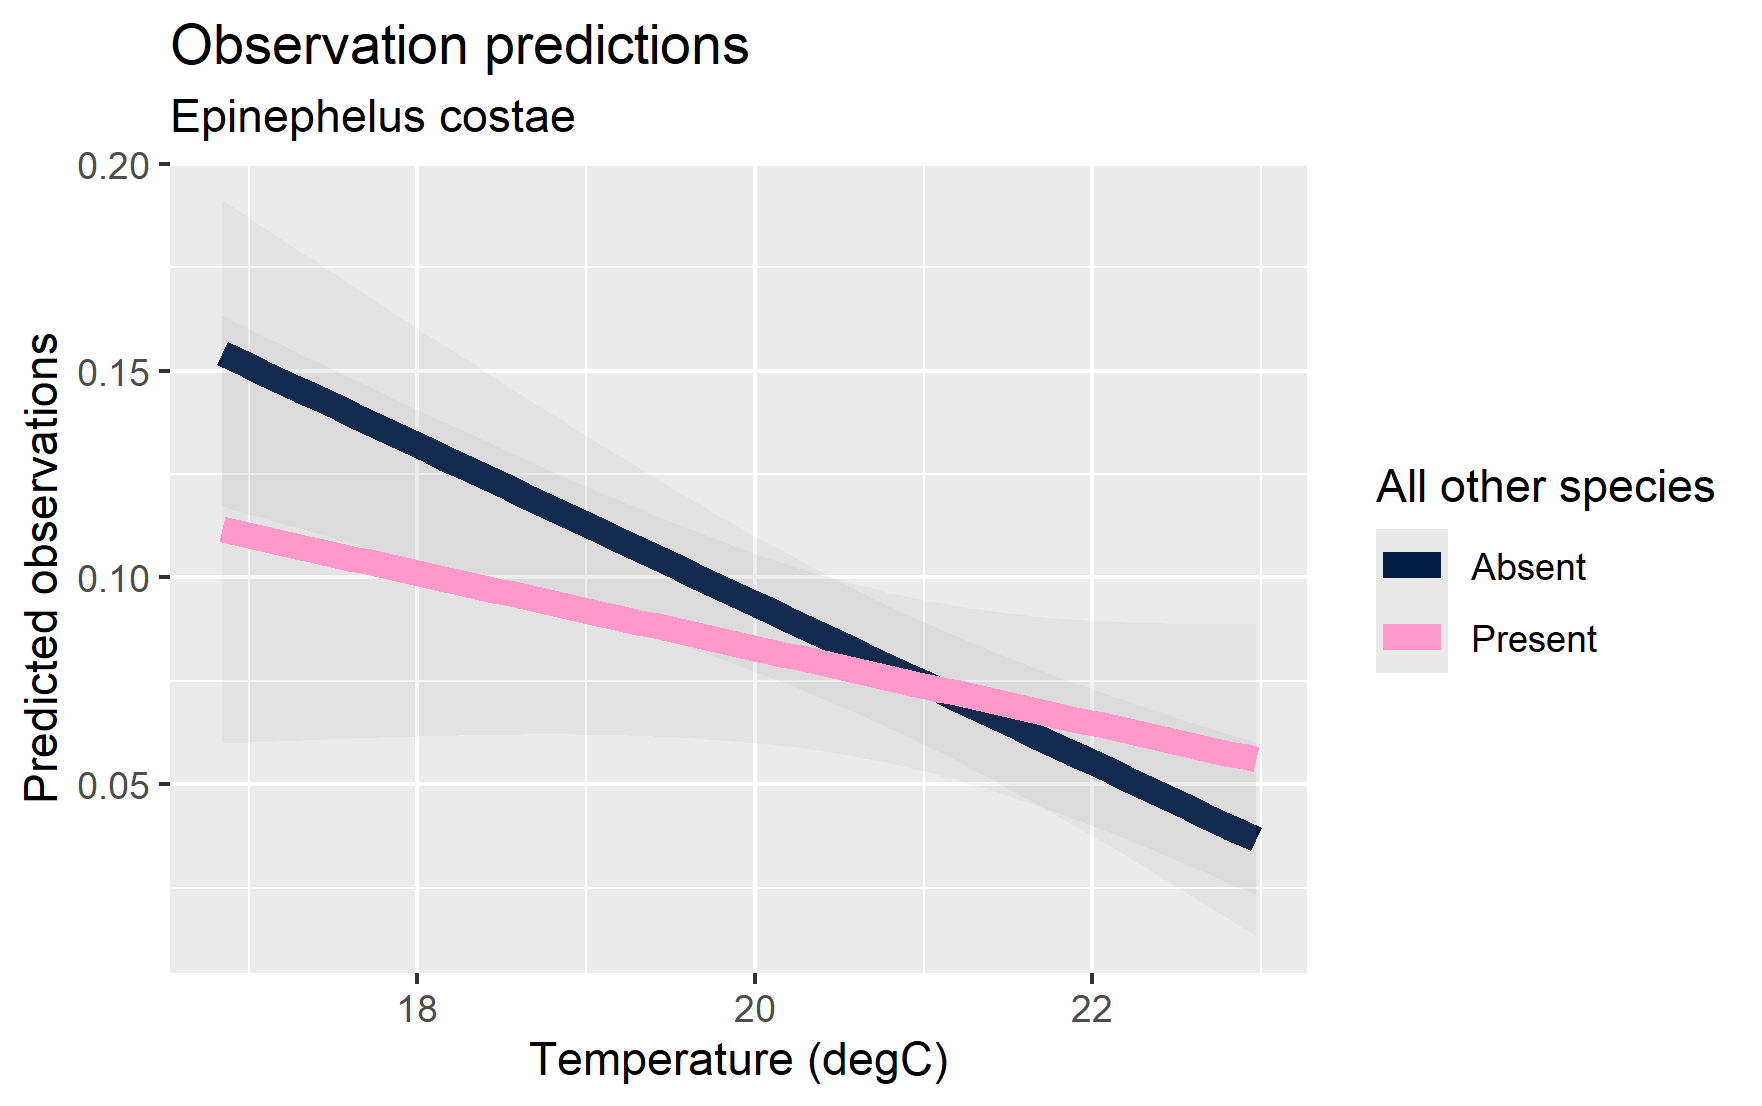 Observation predictions
Epinephelus costae
0.20
0.15
0.10
0.05
Predicted observations
18 20 22
Temperature (degC)
All other species
Absent
Present